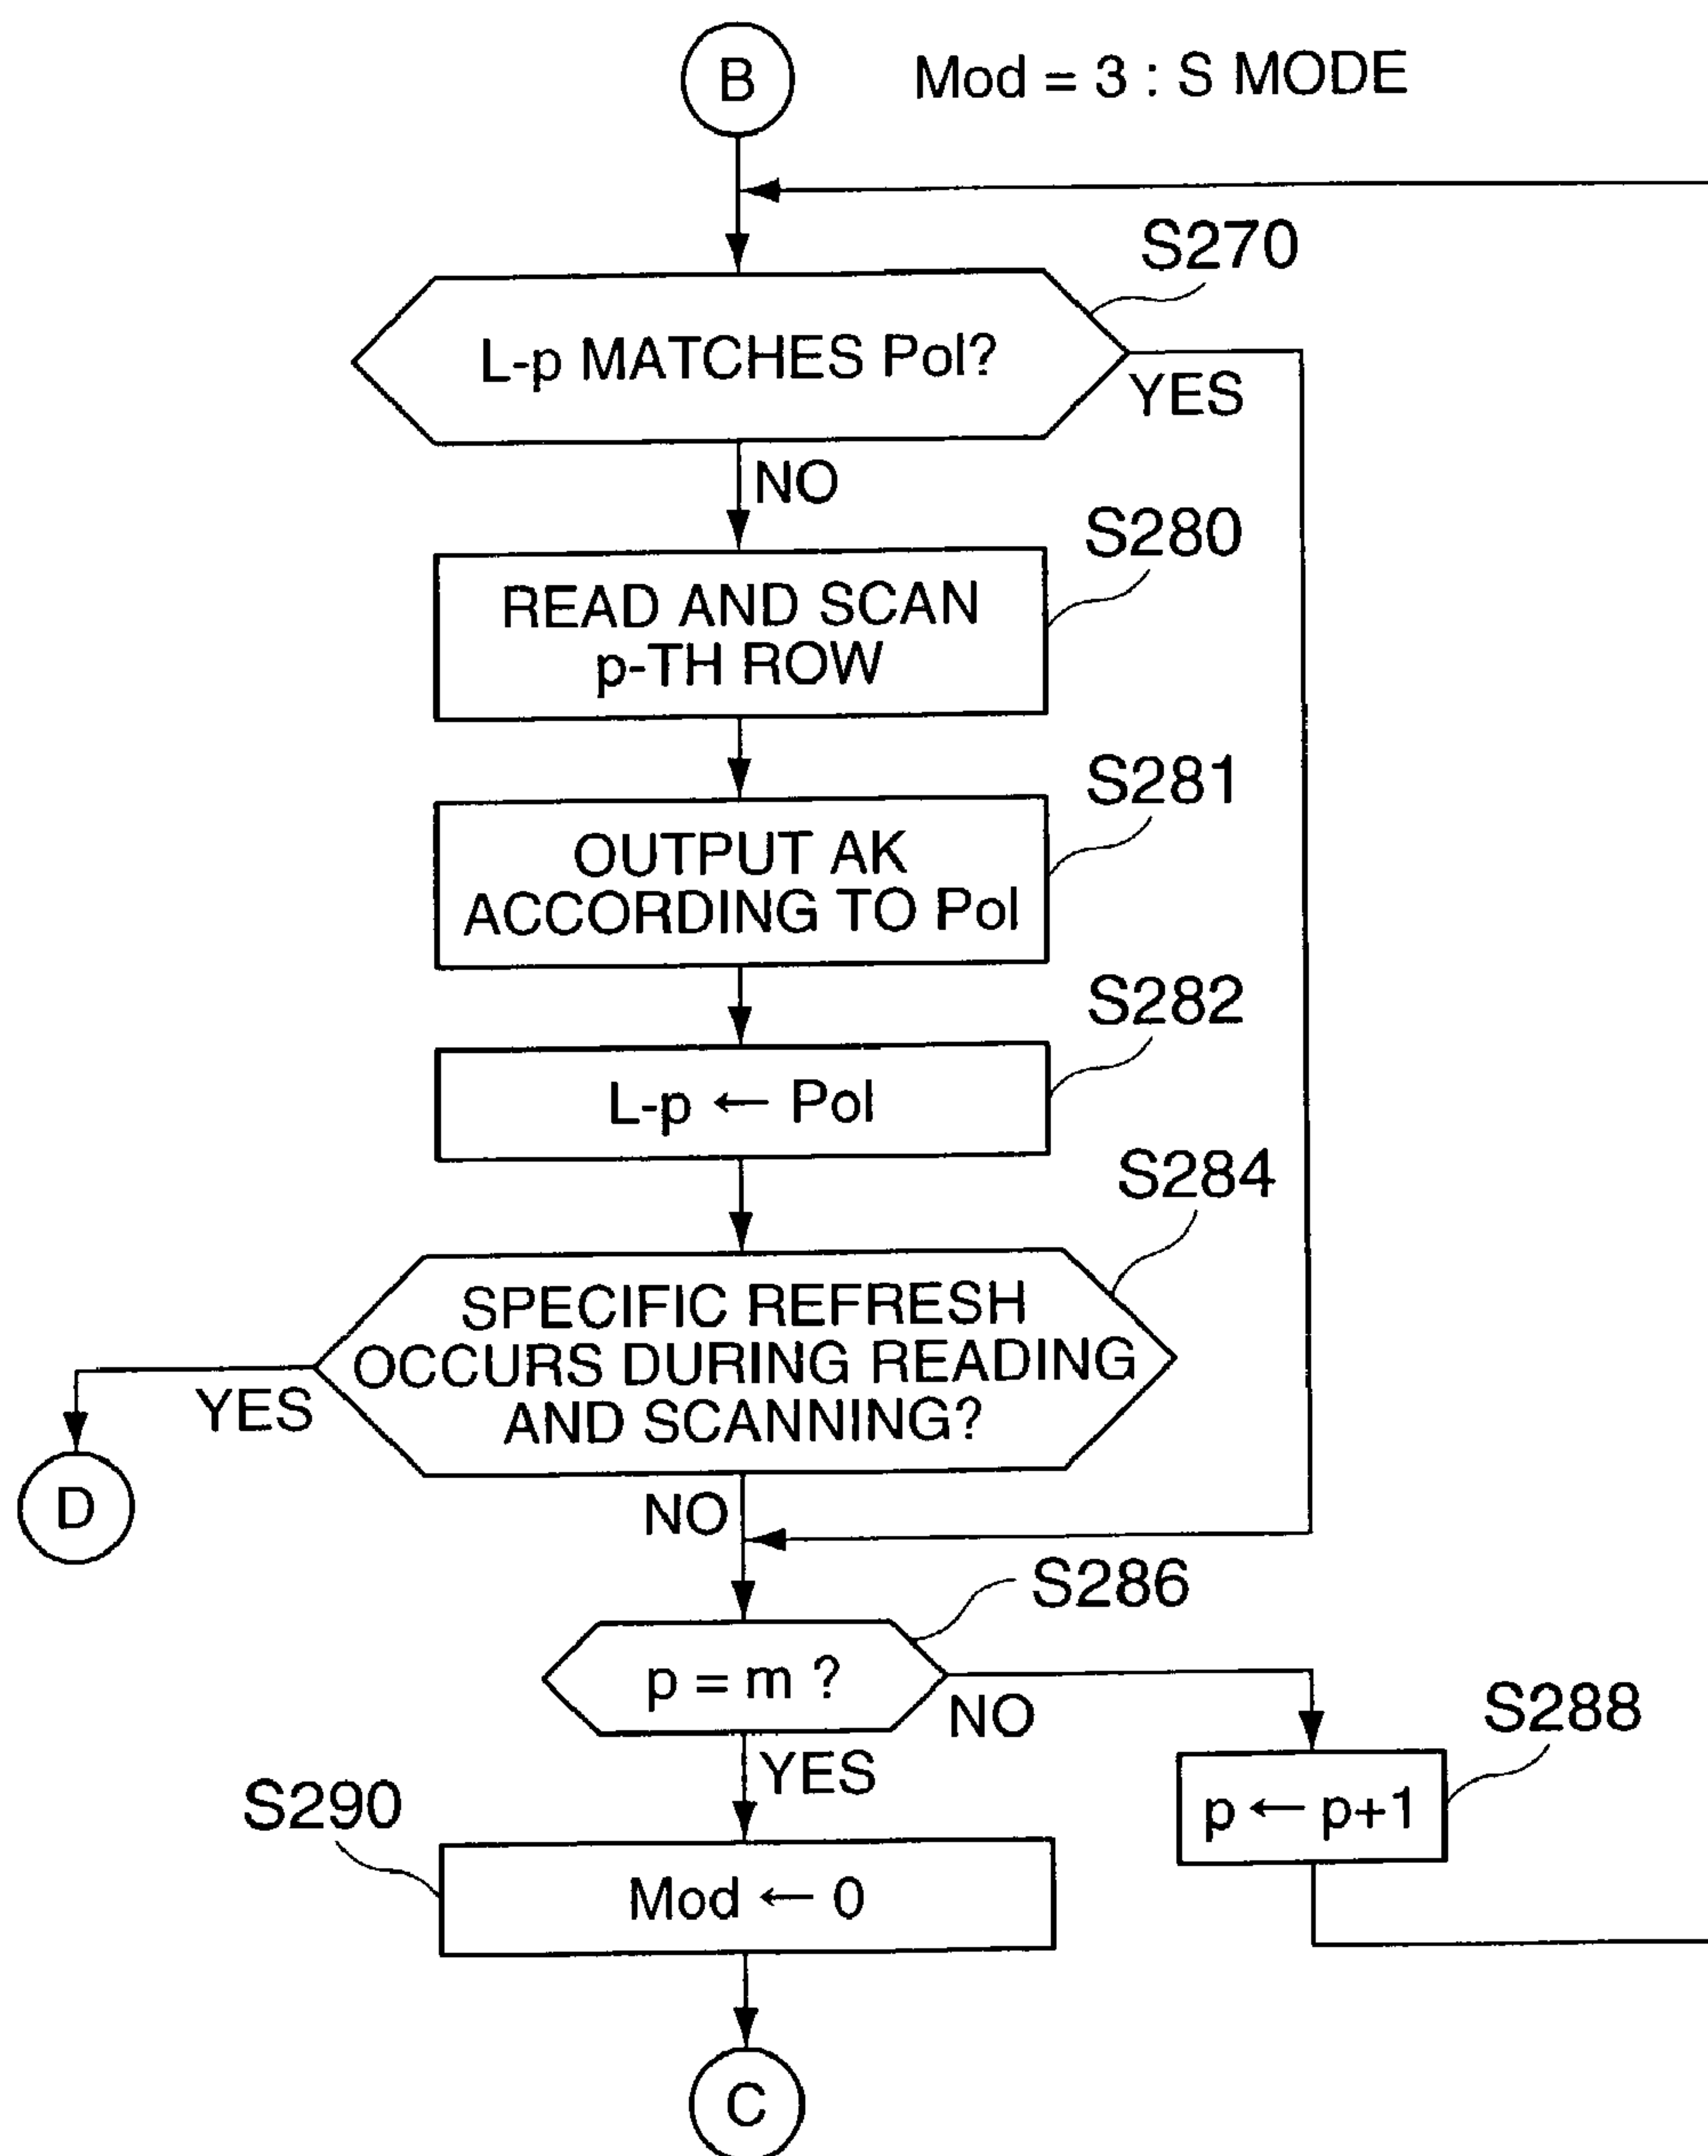 B
Mod = 3 : S MODE
S270
L-p MATCHES Pol?
YES
NO
S280
READ AND SCAN
p-TH ROW
S281
OUTPUT AK
ACCORDING TO Pol
S282
L-p ← Pol
S284
SPECIFIC REFRESH
OCCURS DURING READING
AND SCANNING?
YES
D
NO
S286
p = m ?
NO
S288
YES
p ← p+1
S290
Mod ← 0
C